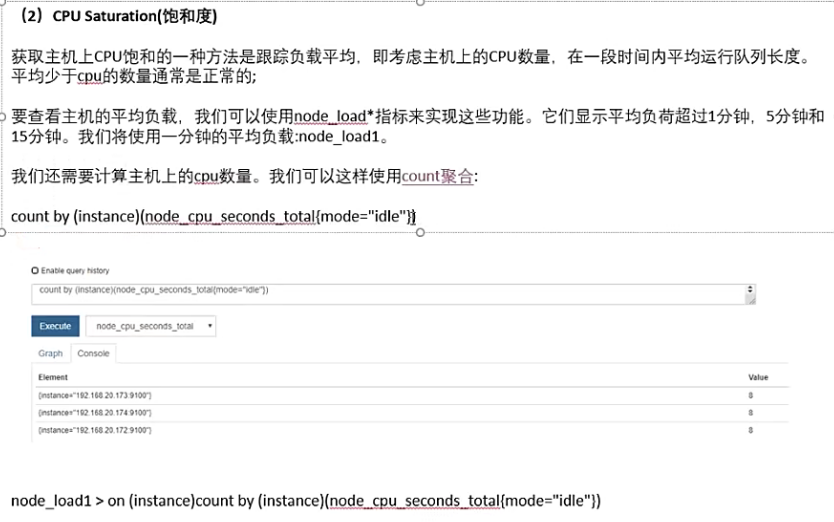 （2）CPU Saturation(饱和度)
获取主机上CPU饱和的一种方法是跟踪负载平均，即考虑主机上的CPU数量，在一段时间内平均运行队列长度。
平均少于cpu的数量通常是正常的;
要查看主机的平均负载，我们可以使用node_load*指标来实现这些功能。它们显示平均负荷超过1分钟，5分钟和
15分钟。我们将使用一分钟的平均负载:node_load1。
我们还需要计算主机上的cpu数量。我们可以这样使用count聚合:
count by (instance)(node_cpu_seconds_total{mode="idle"})
Enable query history
count by (instance)(node_cpu_seconds_total{mode="idle"})
Execute node_cpu_seconds_total
Graph Console
Element Value
{instance="192.168.20.173:9100"} 8
{instance="192.168.20.174:9100"} 8
{instance="192.168.20.172:9100"} 8
node_load1 > on (instance)count by (instance)(node_cpu_seconds_total{mode="idle"})